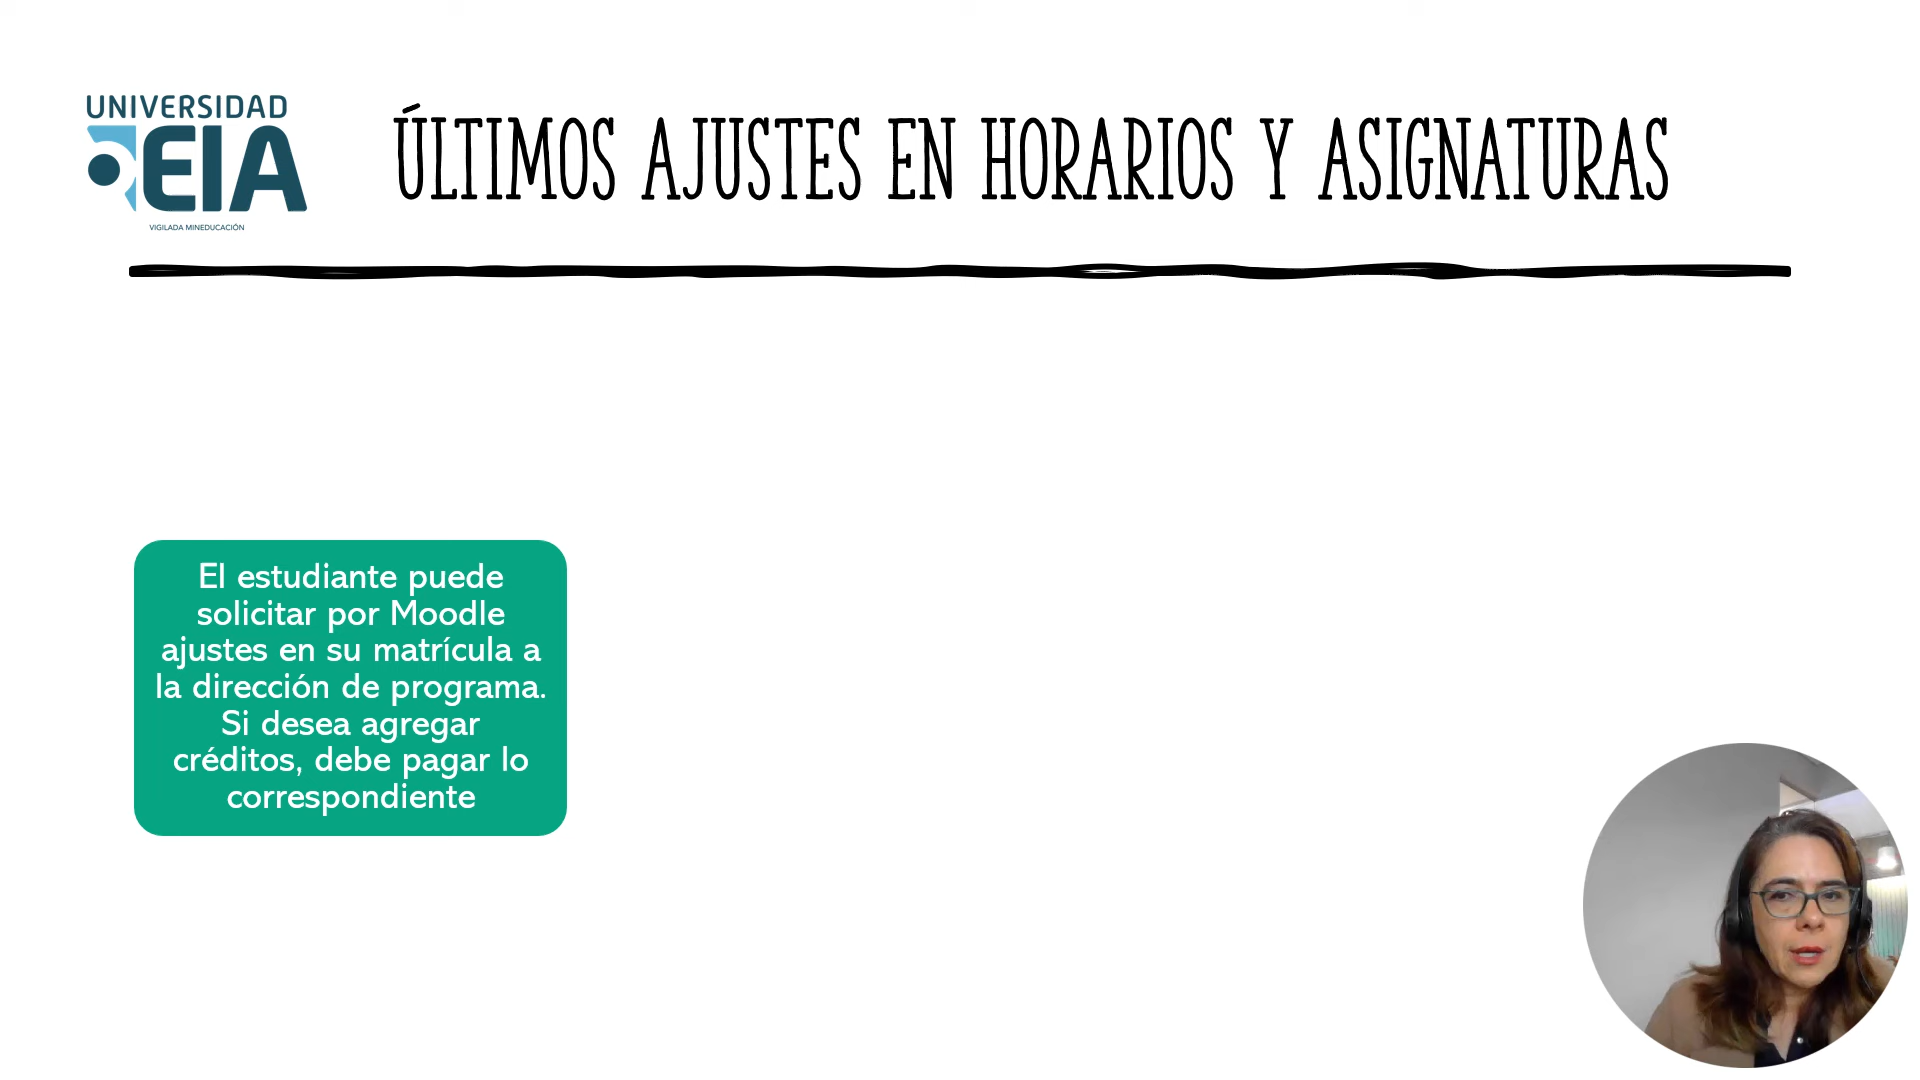 UNIVERSIDAD
EIA
VIGILADA MINEDUCACIÓN
ÚLTIMOS AJUSTES EN HORARIOS Y ASIGNATURAS
El estudiante puede
solicitar por Moodle
ajustes en su matrícula a
la dirección de programa.
Si desea agregar
créditos, debe pagar lo
correspondiente